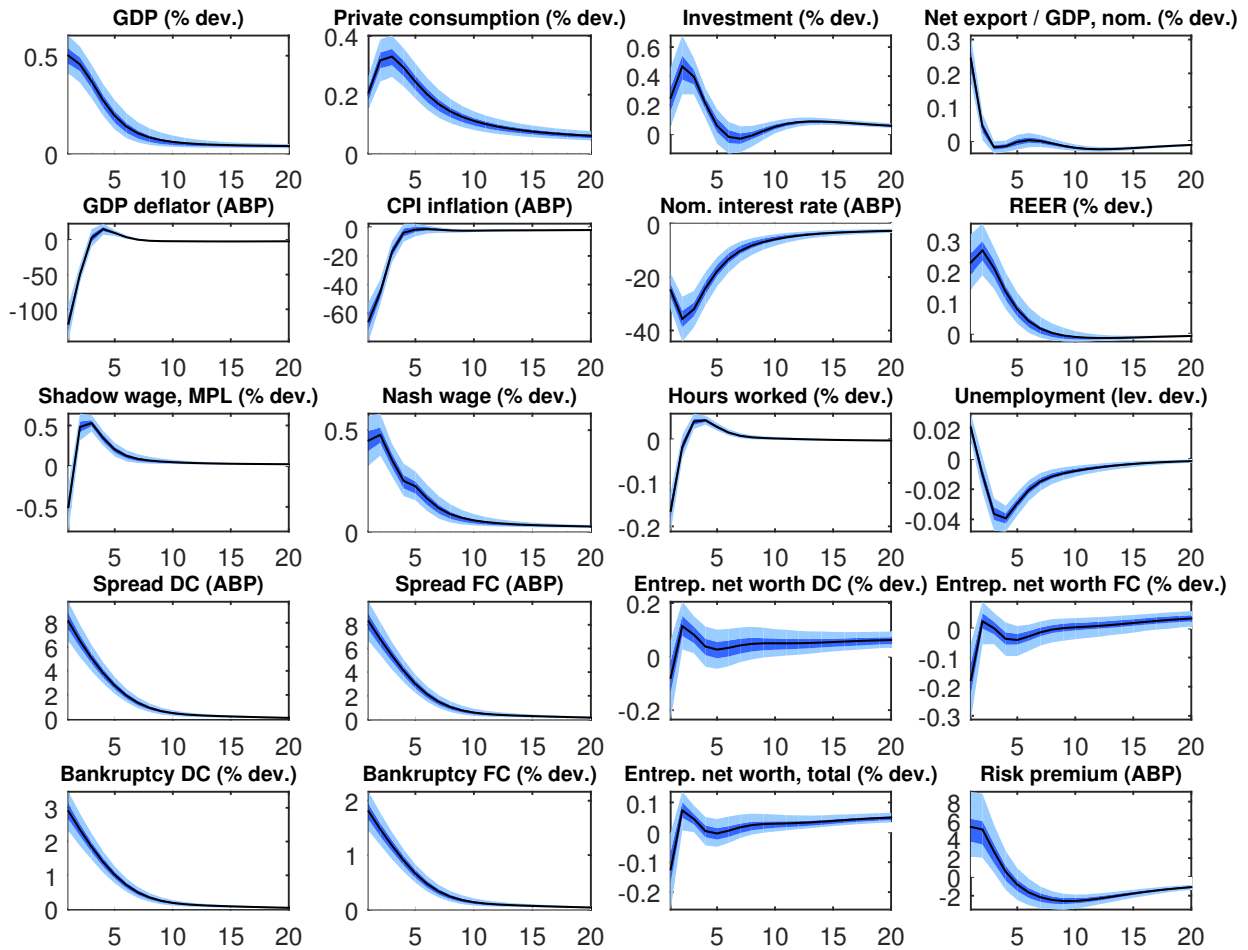 GDP (% dev.) Private consumption (% dev.) Investment (% dev.) Net export / GDP, nom. (% dev.)
0.5 0 5 10 15 20
0.4 0.2 0 5 10 15 20
0.6 0.4 0.2 0 5 10 15 20
0.3 0.2 0.1 0 5 10 15 20
GDP deflator (ABP) CPI inflation (ABP) Nom. interest rate (ABP) REER (% dev.)
0 -50 -100 5 10 15 20
0 -20 -40 -60 5 10 15 20
0 -20 -40 5 10 15 20
0.3 0.2 0.1 0 5 10 15 20
Shadow wage, MPL (% dev.) Nash wage (% dev.) Hours worked (% dev.) Unemployment (lev. dev.)
0.5 0 -0.5 5 10 15 20
0.5 0 5 10 15 20
0 -0.1 -0.2 5 10 15 20
0.02 0 -0.02 -0.04 5 10 15 20
Spread DC (ABP) Spread FC (ABP) Entrep. net worth DC (% dev.) Entrep. net worth FC (% dev.)
8 6 4 2 0 5 10 15 20
8 6 4 2 0 5 10 15 20
0.2 0 -0.2 5 10 15 20
0 -0.1 -0.2 -0.3 5 10 15 20
Bankruptcy DC (% dev.) Bankruptcy FC (% dev.) Entrep. net worth, total (% dev.) Risk premium (ABP)
3 2 1 0 5 10 15 20
2 1 0 5 10 15 20
0.1 0 -0.1 -0.2 5 10 15 20
8 6 4 2 0 -2 5 10 15 20